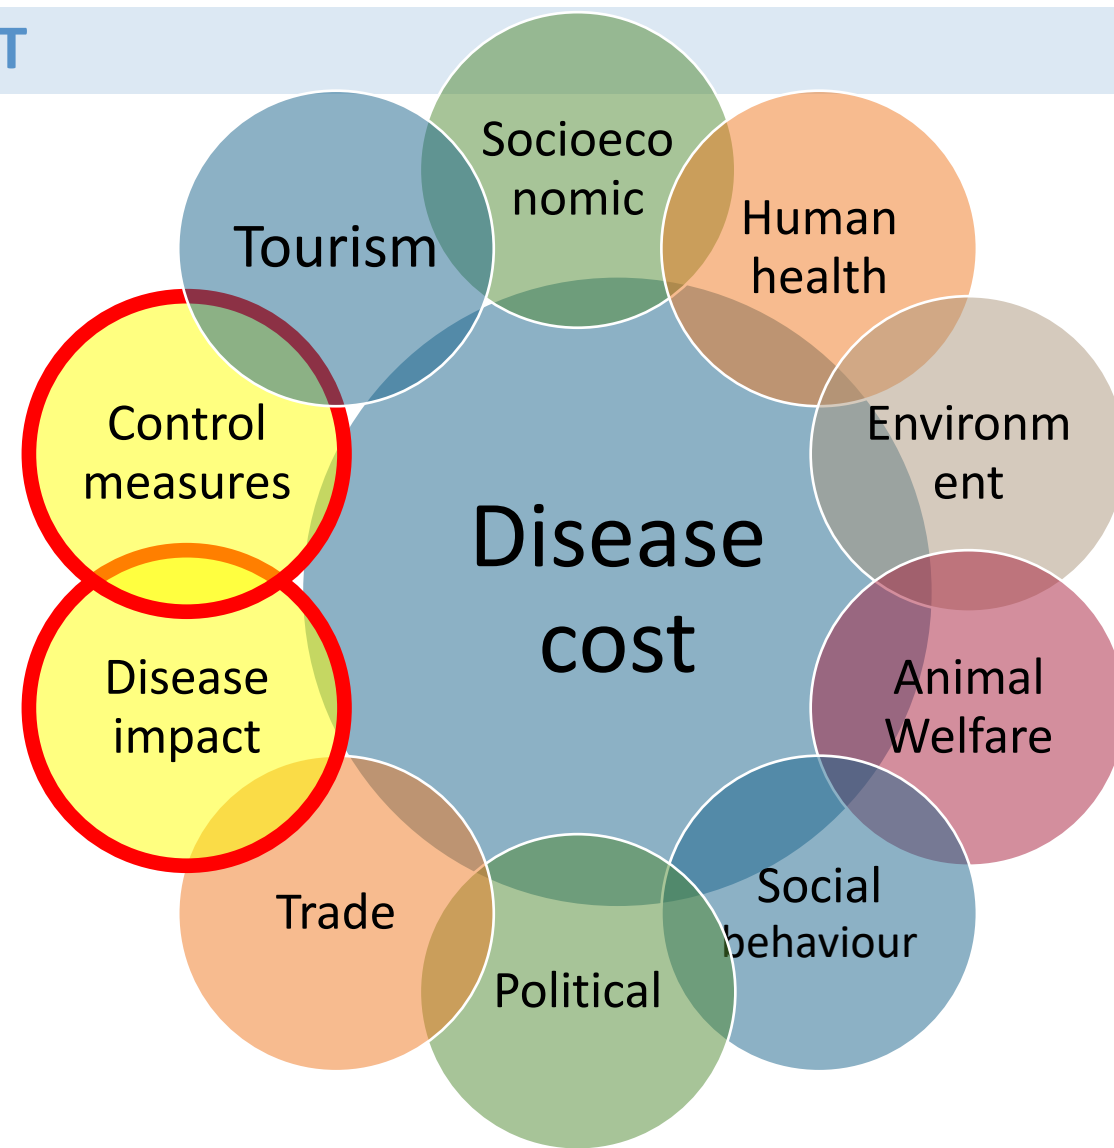 T
Socioeco
nomic
Human
health
Tourism
Control
measures
Environm
ent
Disease
cost
Disease
impact
Animal
Welfare
Trade
Social
behaviour
Political